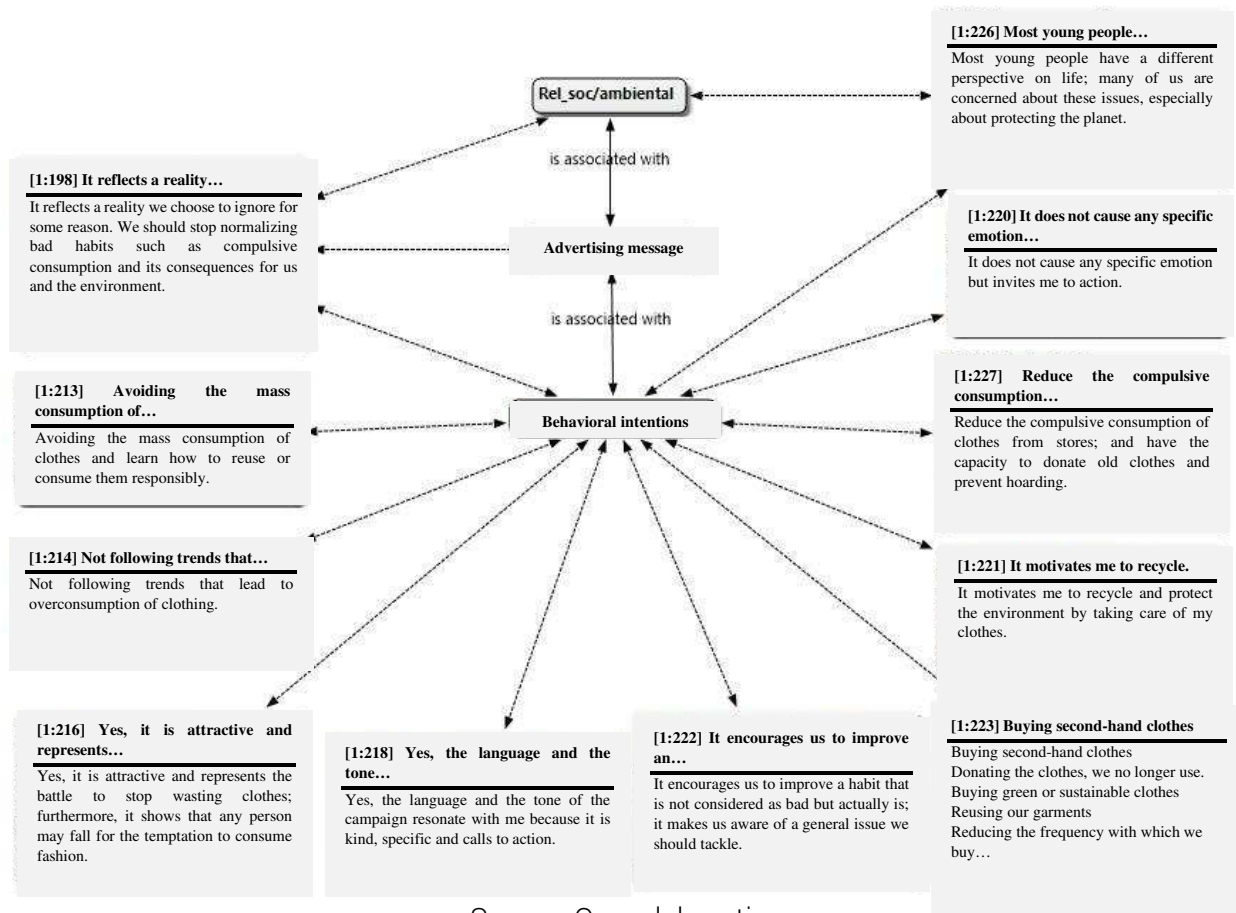 [1:226] Most young people…
Most young people have a different
perspective on life; many of us are
concerned about these issues, especially
about protecting the planet.
Rel_soc/ambiental
is associated with
[1:198] It reflects a reality…
It reflects a reality we choose to ignore for
some reason. We should stop normalizing
bad habits such as compulsive
consumption and its consequences for us
and the environment.
[1:220] It does not cause any specific
emotion…
It does not cause any specific emotion
but invites me to action.
Advertising message
is associated with
[1:213] Avoiding the mass
consumption of…
Avoiding the mass consumption of
clothes and learn how to reuse or
consume them responsibly.
[1:227] Reduce the compulsive
consumption…
Reduce the compulsive consumption of
clothes from stores; and have the
capacity to donate old clothes and
prevent hoarding.
Behavioral intentions
[1:214] Not following trends that…
Not following trends that lead to
overconsumption of clothing.
[1:221] It motivates me to recycle.
It motivates me to recycle and protect
the environment by taking care of my
clothes.
[1:216] Yes, it is attractive and
represents…
Yes, it is attractive and represents the
battle to stop wasting clothes;
furthermore, it shows that any person
may fall for the temptation to consume
fashion.
[1:218] Yes, the language and the
tone…
Yes, the language and the tone of the
campaign resonate with me because it is
kind, specific and calls to action.
[1:222] It encourages us to improve
an…
It encourages us to improve a habit that
is not considered as bad but actually is;
it makes us aware of a general issue we
should tackle.
[1:223] Buying second-hand clothes
Buying second-hand clothes
Donating the clothes, we no longer use.
Buying green or sustainable clothes
Reusing our garments
Reducing the frequency with which we
buy…